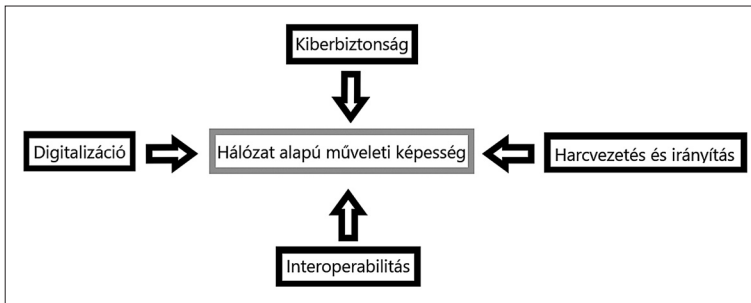 Kiberbiztonság
Digitalizáció
Hálózat alapú műveleti képesség
Harcvezetés és irányítás
Interoperabilitás